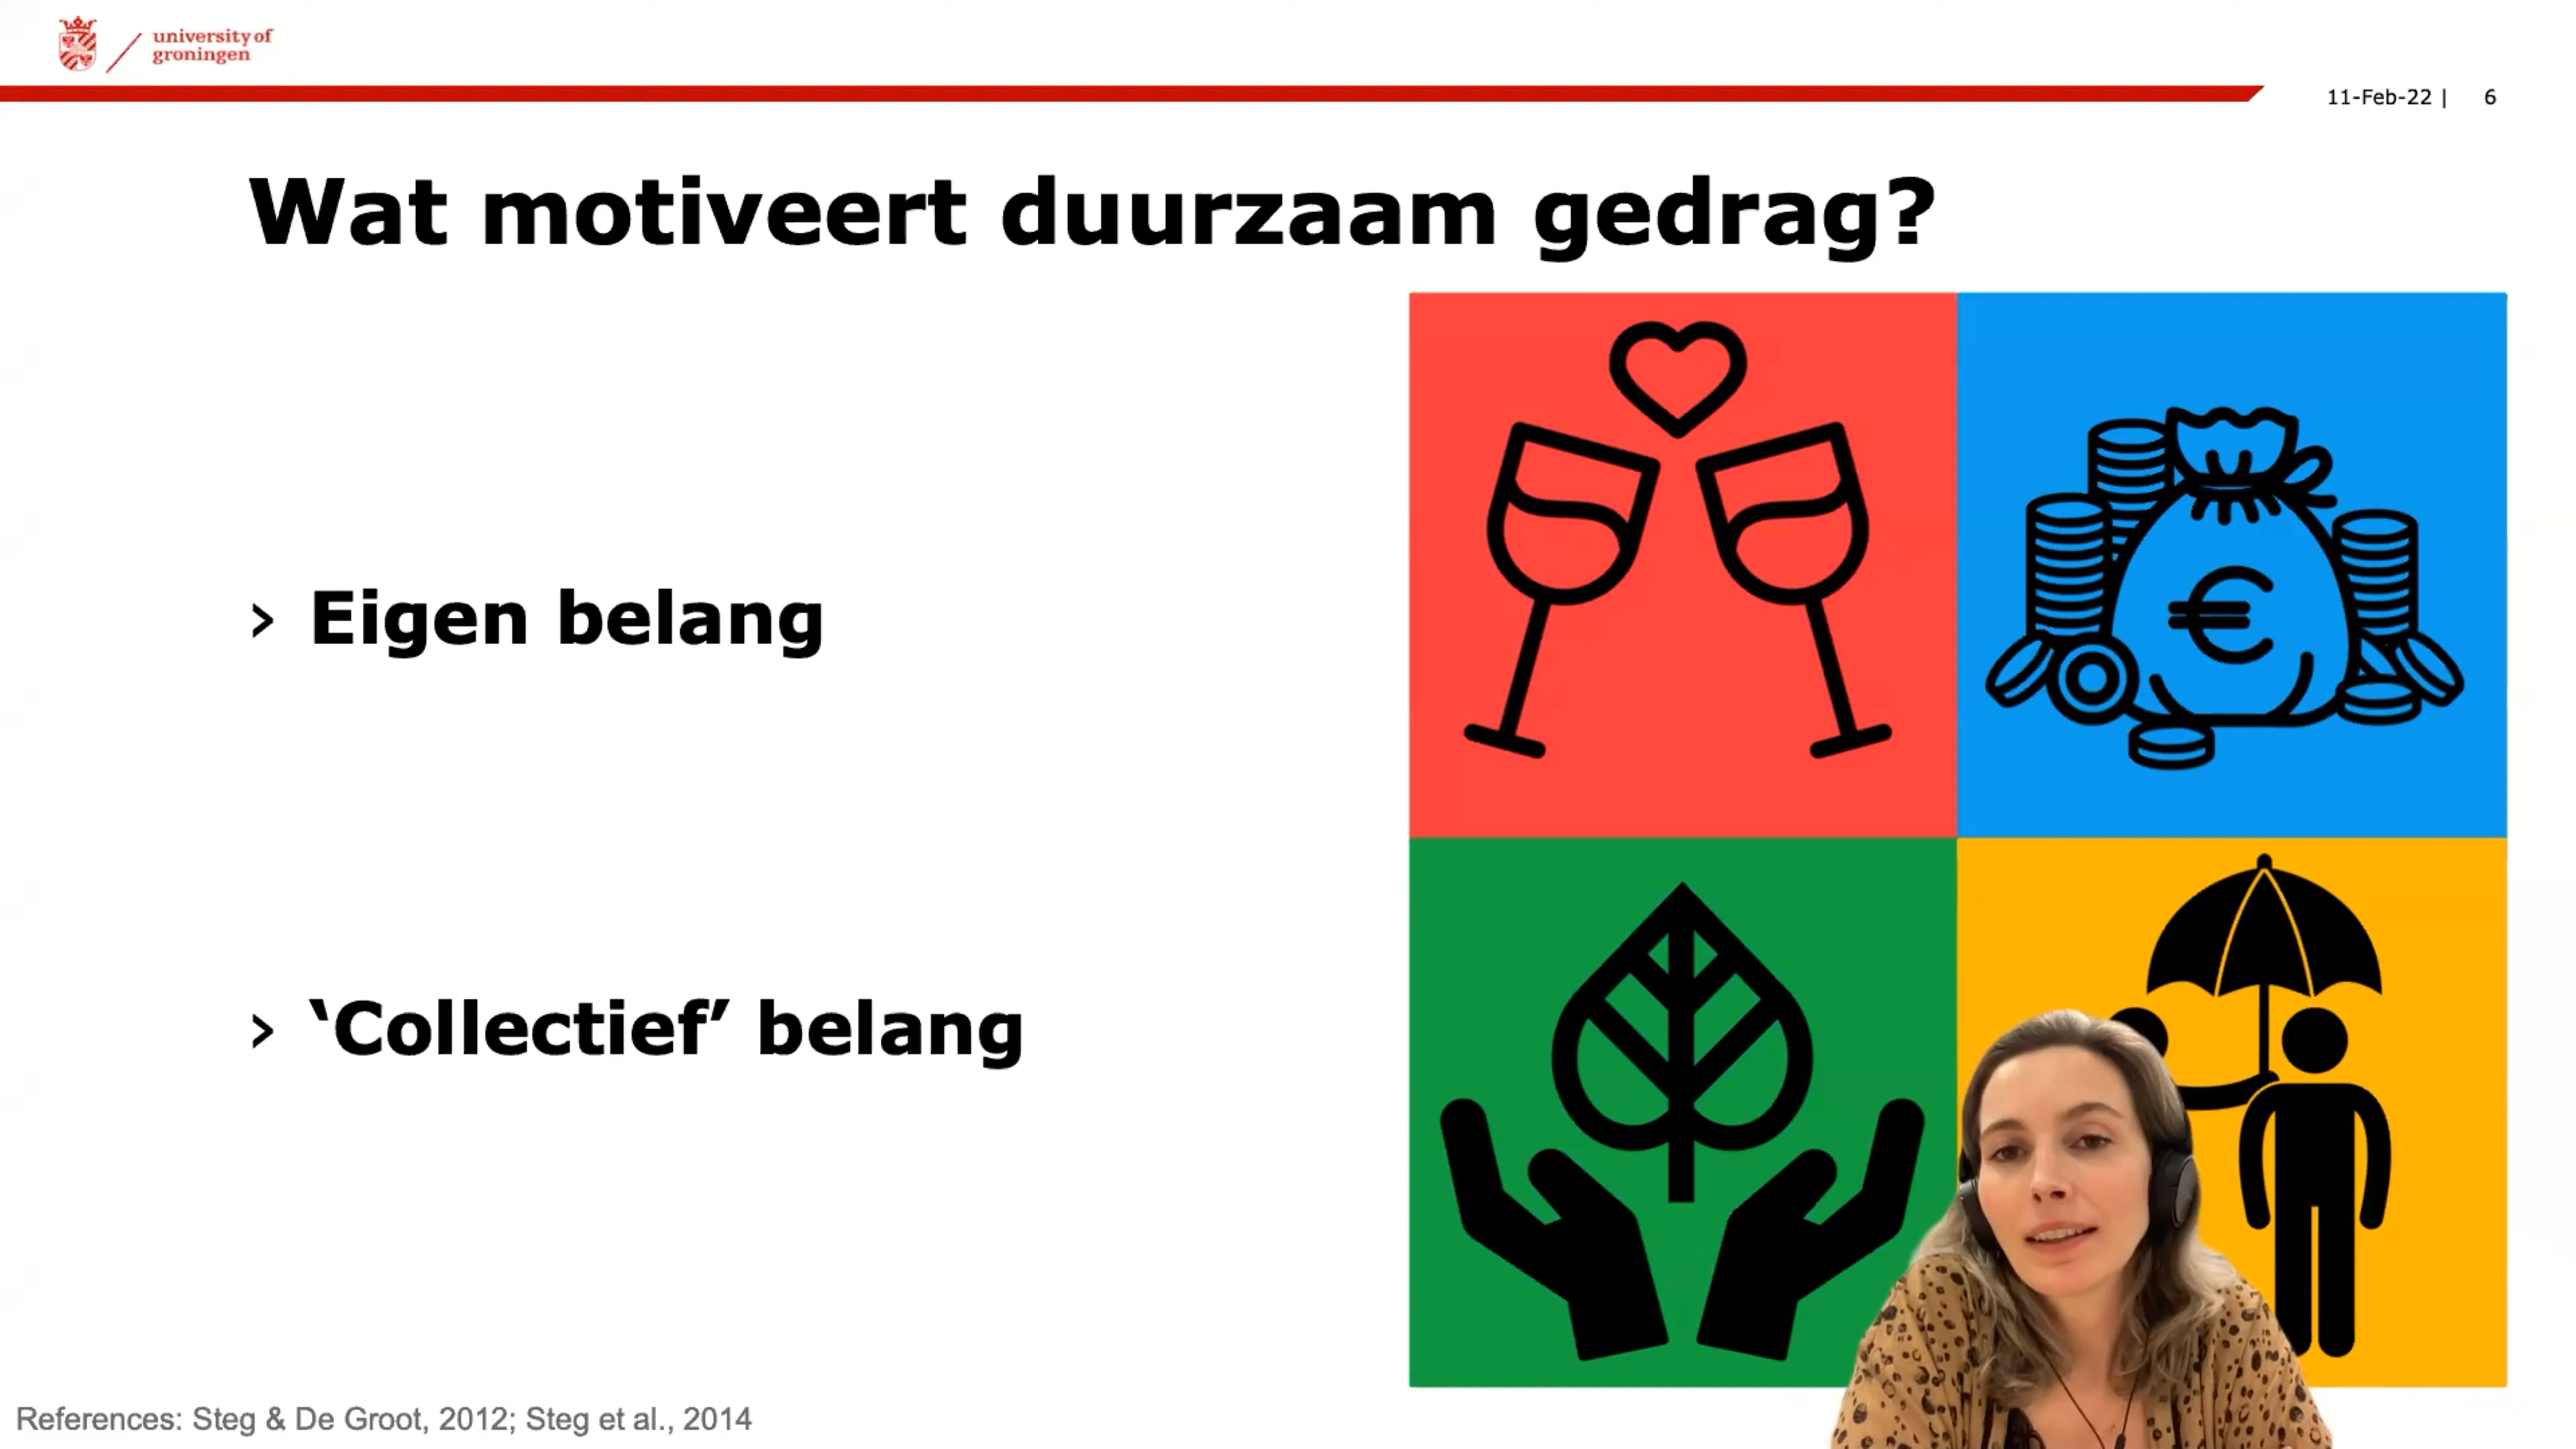 university of
groningen
11-Feb-22 | 6
Wat motiveert duurzaam gedrag?
› Eigen belang
› ‘Collectief’ belang
€
References: Steg & De Groot, 2012; Steg et al., 2014